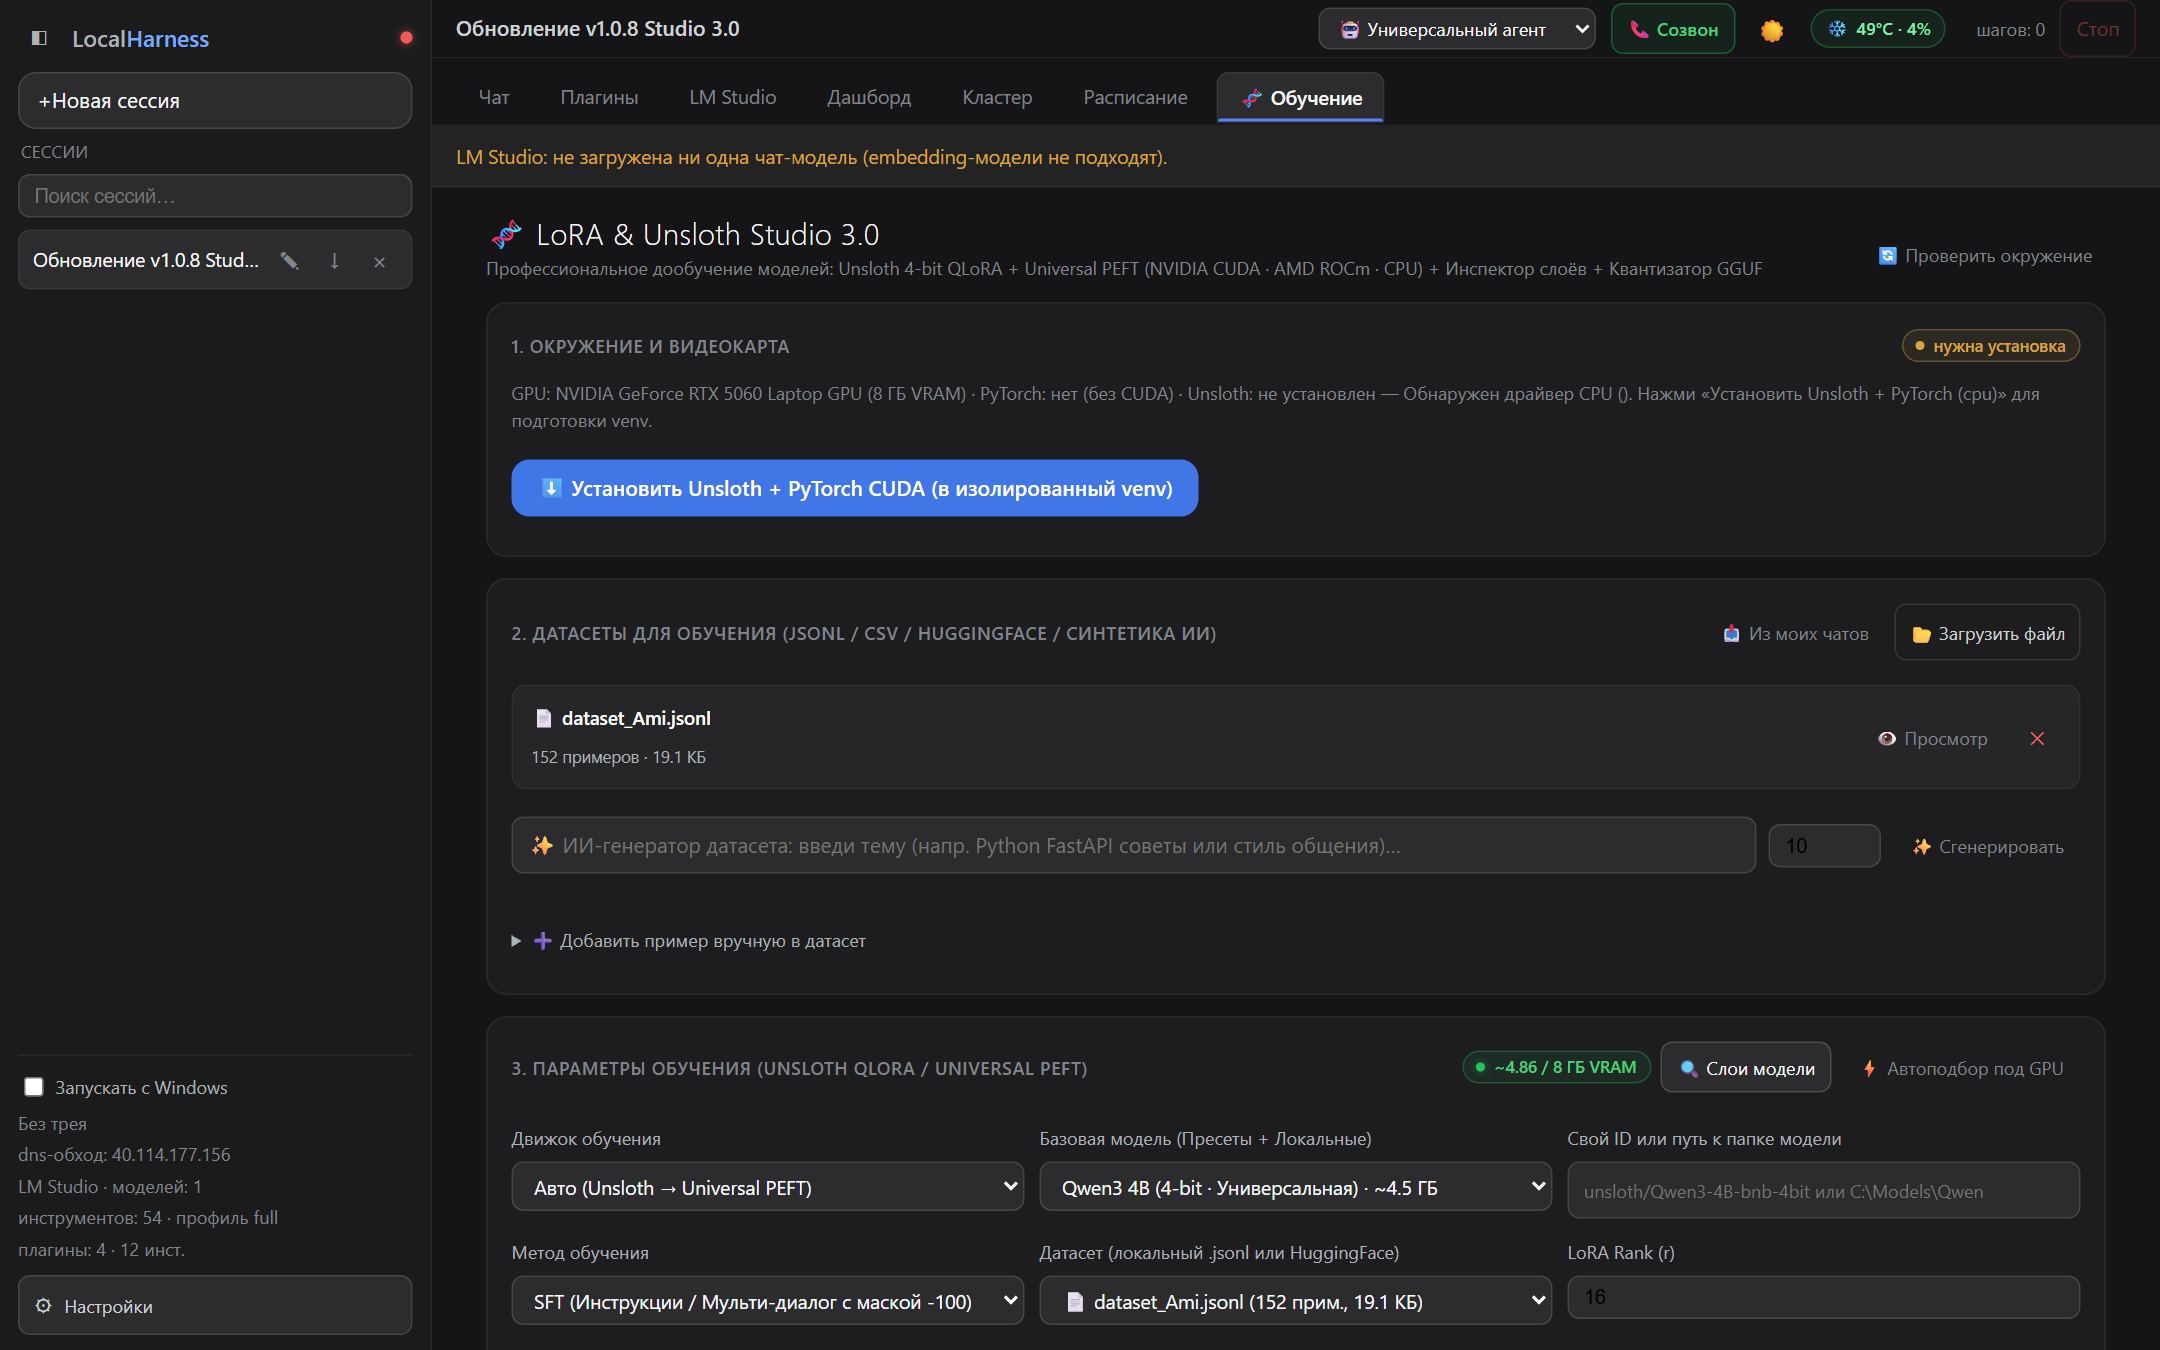 LocalHarness
+Новая сессия
СЕССИИ
Поиск сессий…
Обновление v1.0.8 Stud...
Запускать с Windows
Без трея
dns-обход: 40.114.177.156
LM Studio · моделей: 1
инструментов: 54 · профиль full
плагины: 4 · 12 инст.
Настройки
Обновление v1.0.8 Studio 3.0
Универсальный агент
Созвон
49°C · 4%
шагов: 0
Стоп
Чат
Плагины
LM Studio
Дашборд
Кластер
Расписание
Обучение
LM Studio: не загружена ни одна чат-модель (embedding-модели не подходят).
LoRA & Unsloth Studio 3.0
Профессиональное дообучение моделей: Unsloth 4-bit QLoRA + Universal PEFT (NVIDIA CUDA · AMD ROCm · CPU) + Инспектор слоёв + Квантизатор GGUF
Проверить окружение
1. ОКРУЖЕНИЕ И ВИДЕОКАРТА
нужна установка
GPU: NVIDIA GeForce RTX 5060 Laptop GPU (8 ГБ VRAM) · PyTorch: нет (без CUDA) · Unsloth: не установлен — Обнаружен драйвер CPU (). Нажми «Установить Unsloth + PyTorch (cpu)» для
подготовки venv.
Установить Unsloth + PyTorch CUDA (в изолированный venv)
2. ДАТАСЕТЫ ДЛЯ ОБУЧЕНИЯ (JSONL / CSV / HUGGINGFACE / СИНТЕТИКА ИИ)
Из моих чатов
Загрузить файл
dataset_Ami.jsonl
152 примеров · 19.1 КБ
Просмотр
ИИ-генератор датасета: введи тему (напр. Python FastAPI советы или стиль общения)...
10
Сгенерировать
Добавить пример вручную в датасет
3. ПАРАМЕТРЫ ОБУЧЕНИЯ (UNSLOTH QLORA / UNIVERSAL PEFT)
~4.86 / 8 ГБ VRAM
Слои модели
Автоподбор под GPU
Движок обучения
Базовая модель (Пресеты + Локальные)
Свой ID или путь к папке модели
Авто (Unsloth → Universal PEFT)
Qwen3 4B (4-bit · Универсальная) · ~4.5 ГБ
unsloth/Qwen3-4B-bnb-4bit или C:\Models\Qwen
Метод обучения
Датасет (локальный .jsonl или HuggingFace)
LoRA Rank (r)
SFT (Инструкции / Мульти-диалог с маской -100)
dataset_Ami.jsonl (152 прим., 19.1 КБ)
16